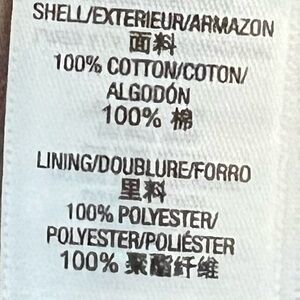 SHELL/EXTERIEUR/ARMAZON
面料
100% COTTON/COTON/
ALGODÓN
100% 棉
LINING/DOUBLURE/FORRO
里料
100% POLYESTER/
POLYESTER/POLIÉSTER
100% 聚酯纤维